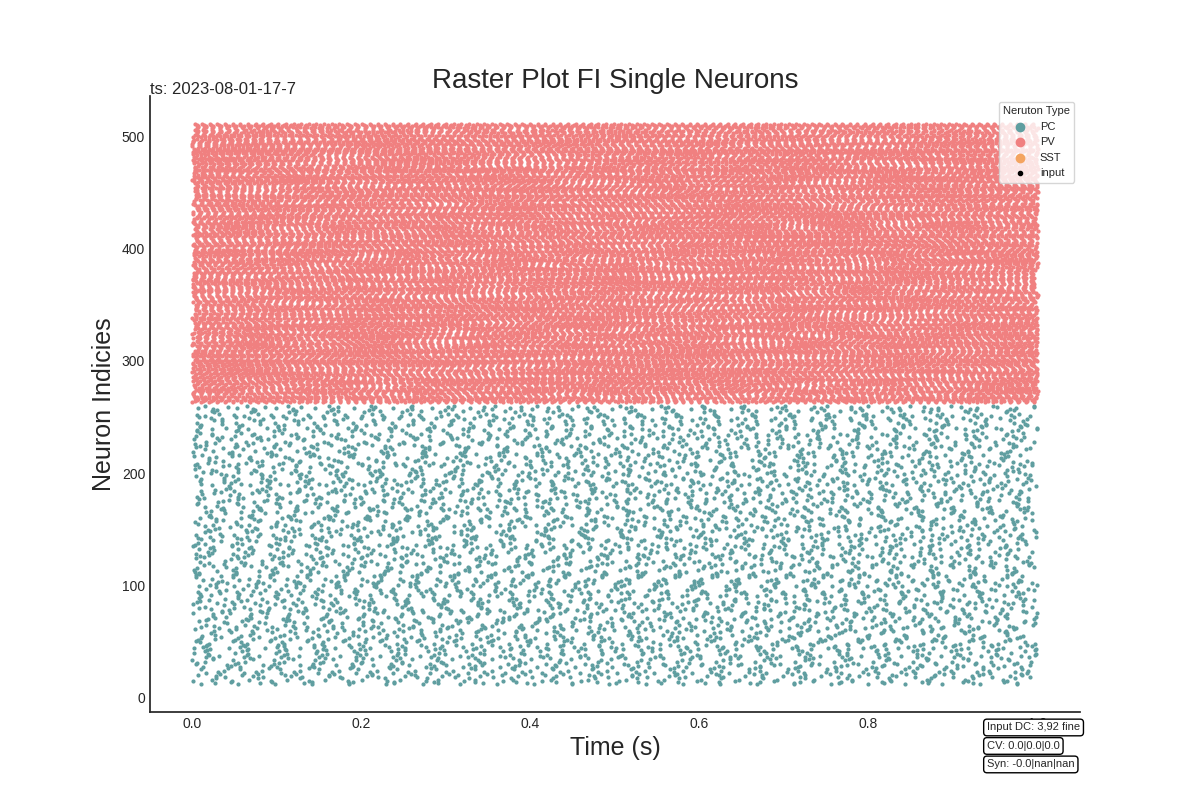 Raster Plot FI Single Neurons
ts: 2023-08-01-17-7
Neruton Type
PC
PV
SST
input
500
400
300
200
100
0
Neuron Indicies
0.0 0.2 0.4 0.6 0.8
Time (s)
Input DC: 3,92 fine
CV: 0.0|0.0|0.0
Syn: -0.0|nan|nan